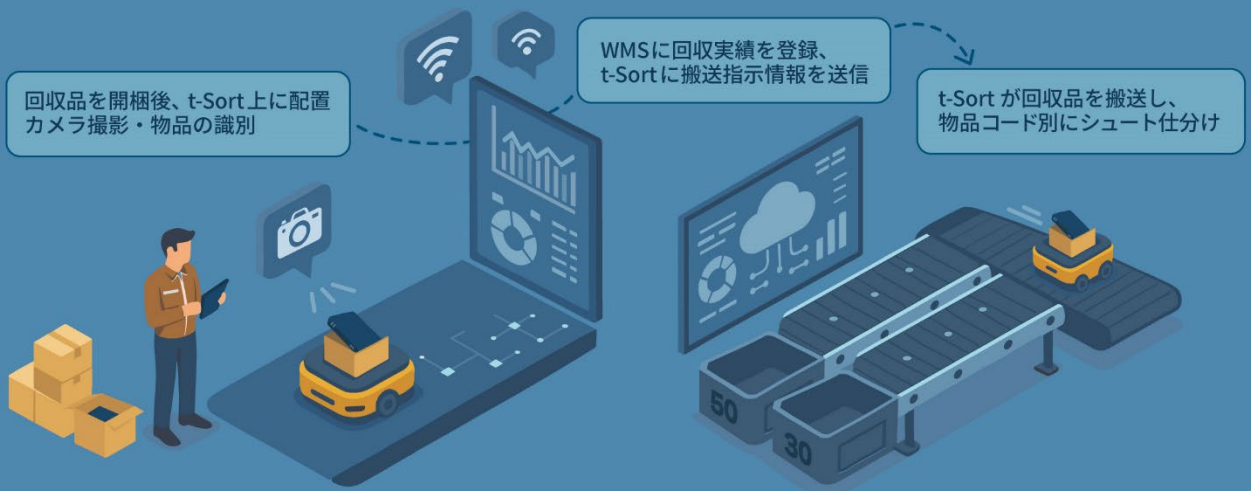 回収品を開梱後、t-Sort上に配置
カメラ撮影・物品の識別
WMSに回収実績を登録、
t-Sortに搬送指示情報を送信
t-Sort が回収品を搬送し、
物品コード別にシュート仕分け
50
30